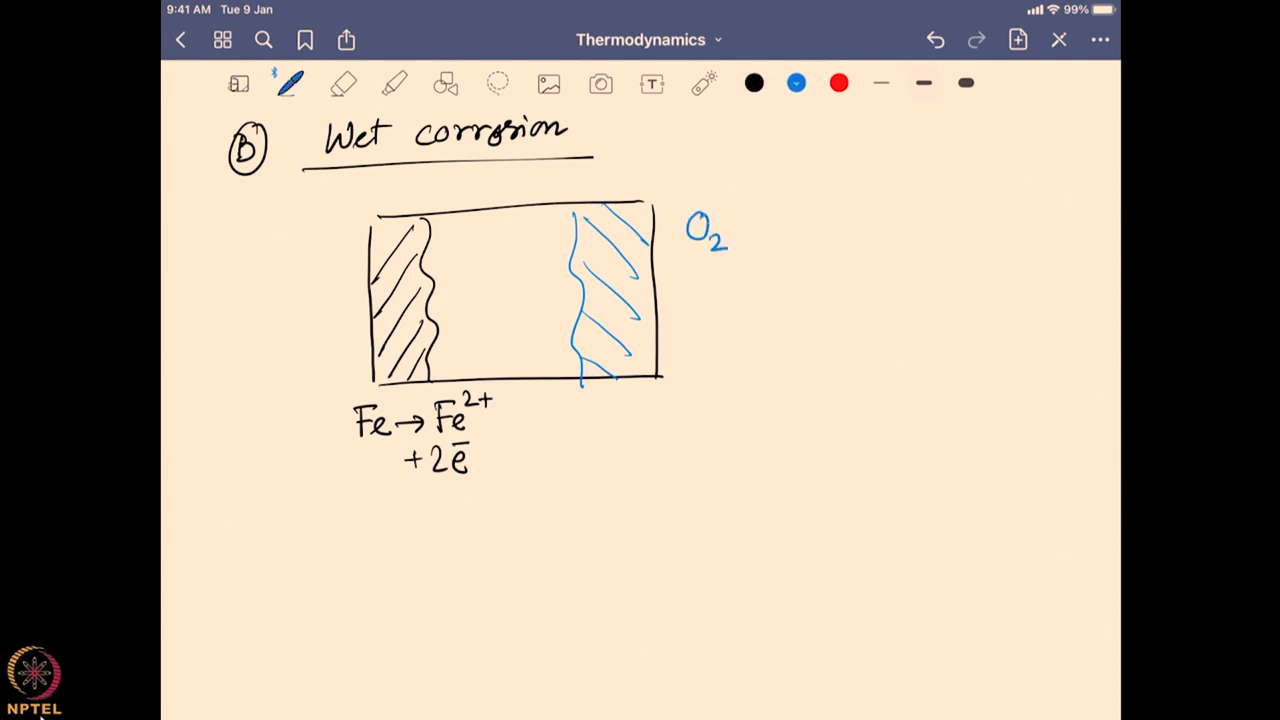 9:41 AM Tue 9 Jan
99%
Thermodynamics
T
B Wet corrosion
O₂
Fe → Fe²⁺
+ 2e̅
NPTEL